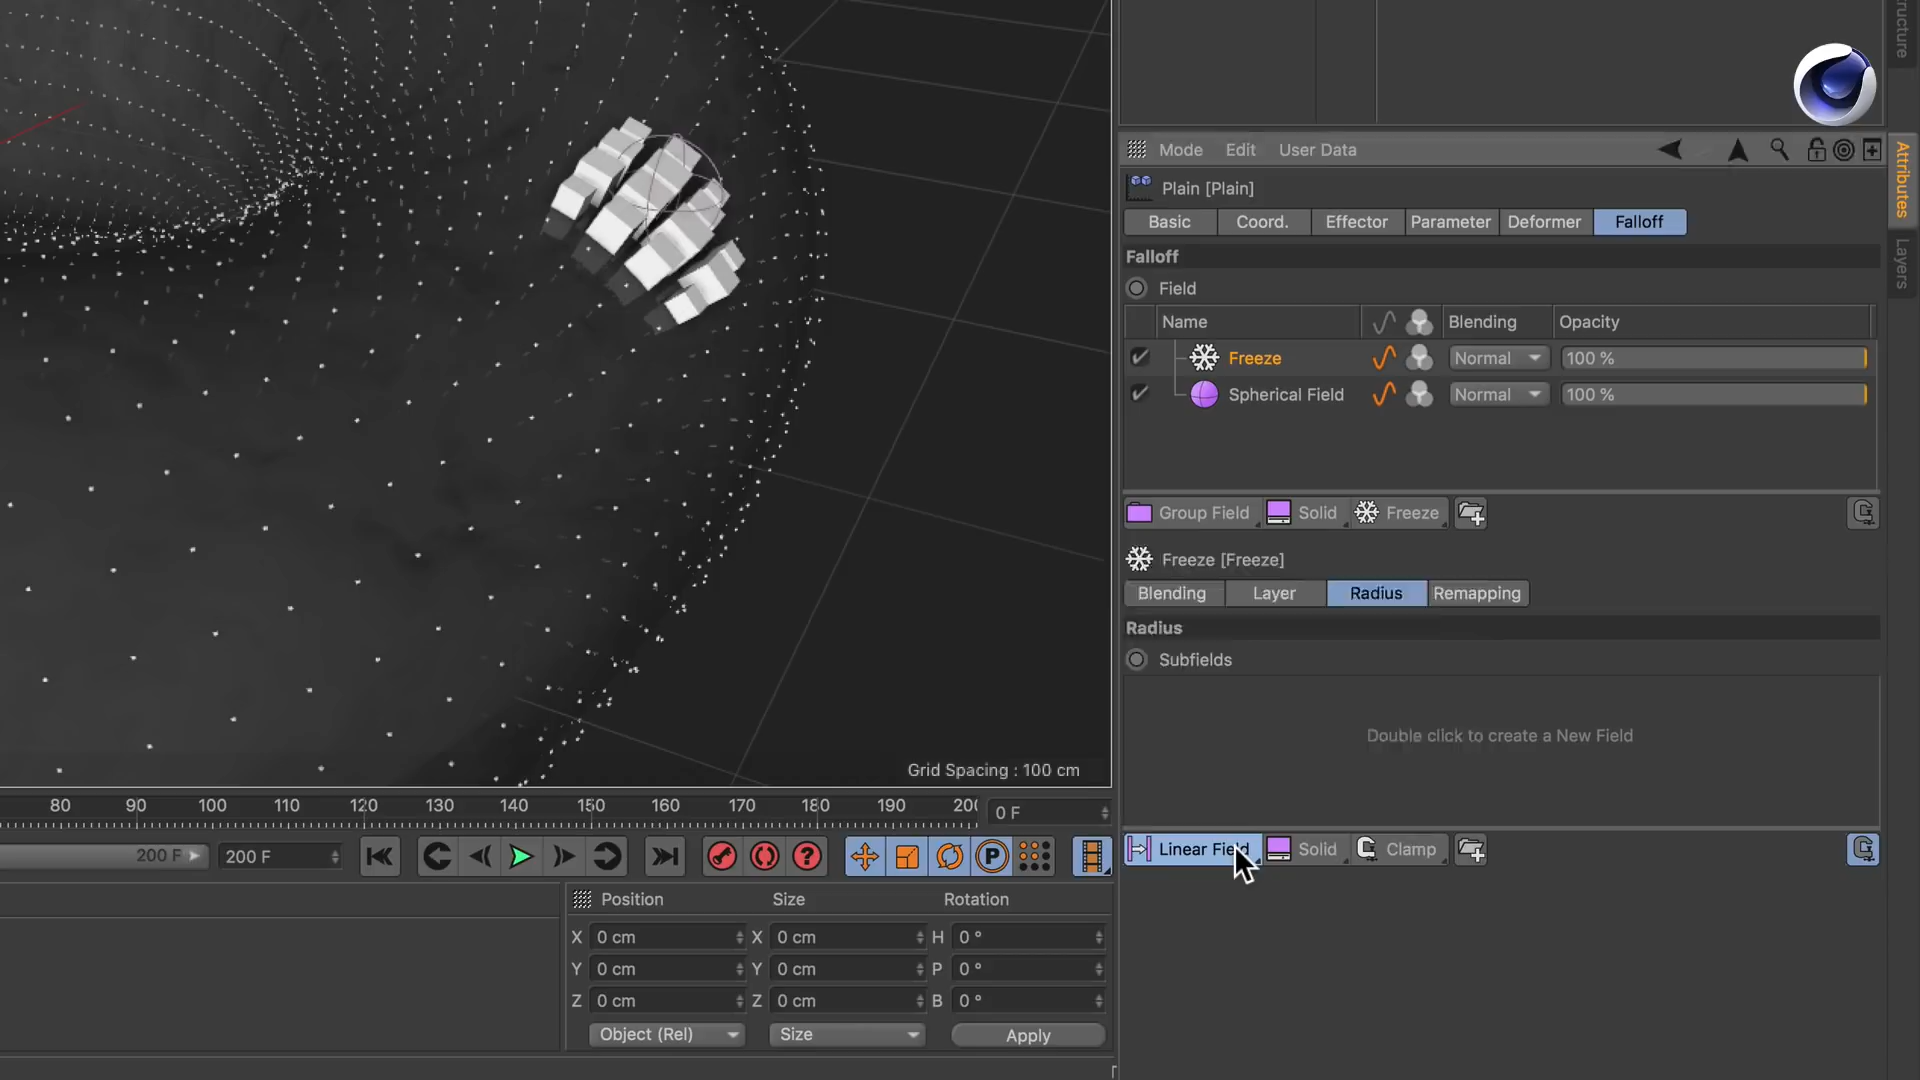 ructure
Mode Edit User Data
Attributes
Layers
Plain [Plain]
Basic Coord. Effector Parameter Deformer Falloff
Falloff
Field
Name Blending Opacity
Freeze Normal 100 %
Spherical Field Normal 100 %
Group Field Solid Freeze
Freeze [Freeze]
Blending Layer Radius Remapping
Radius
Subfields
Double click to create a New Field
Linear Field Solid Clamp
Grid Spacing : 100 cm
80 90 100 110 120 130 140 150 160 170 180 190 200 0 F
200 F 200 F
Position Size Rotation
X 0 cm X 0 cm H 0 °
Y 0 cm Y 0 cm P 0 °
Z 0 cm Z 0 cm B 0 °
Object (Rel) Size Apply